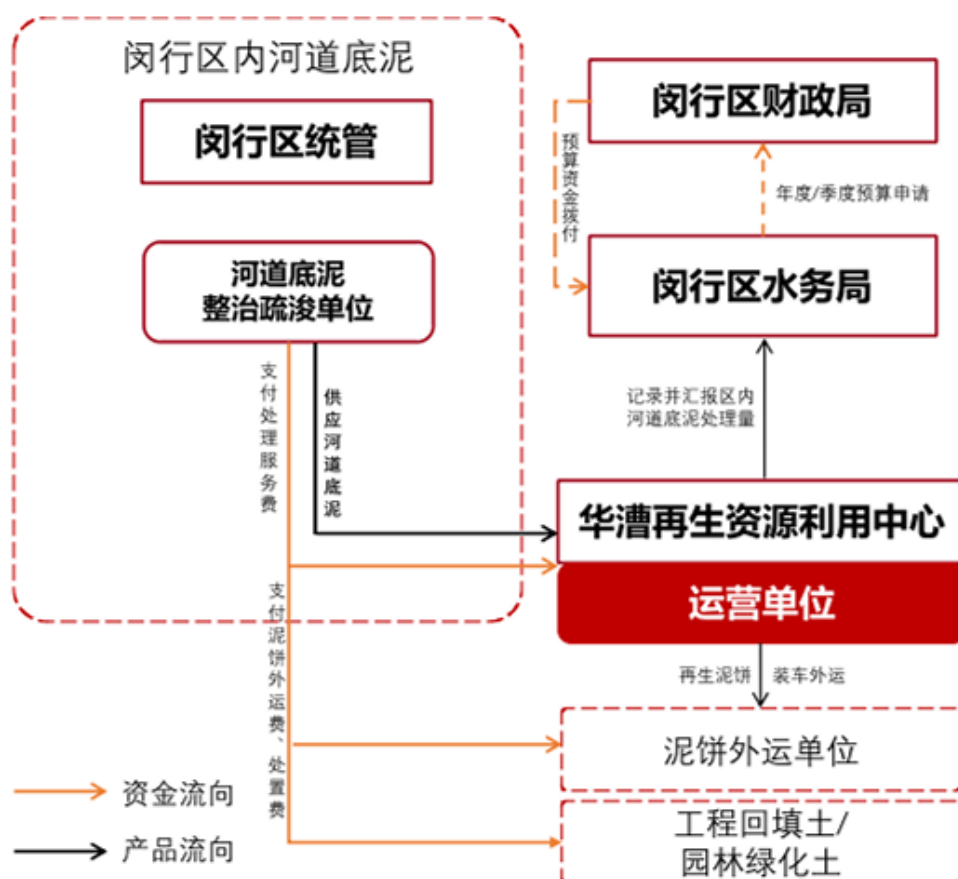 闵行区内河道底泥
闵行区统管
河道底泥
整治疏浚单位
支付处理服务费
供应河道底泥
支付泥饼外运费、处置费
闵行区财政局
预算资金拨付
年度/季度预算申请
闵行区水务局
记录并汇报区内
河道底泥处理量
华漕再生资源利用中心
运营单位
再生泥饼 装车外运
泥饼外运单位
工程回填土/
园林绿化土
资金流向
产品流向